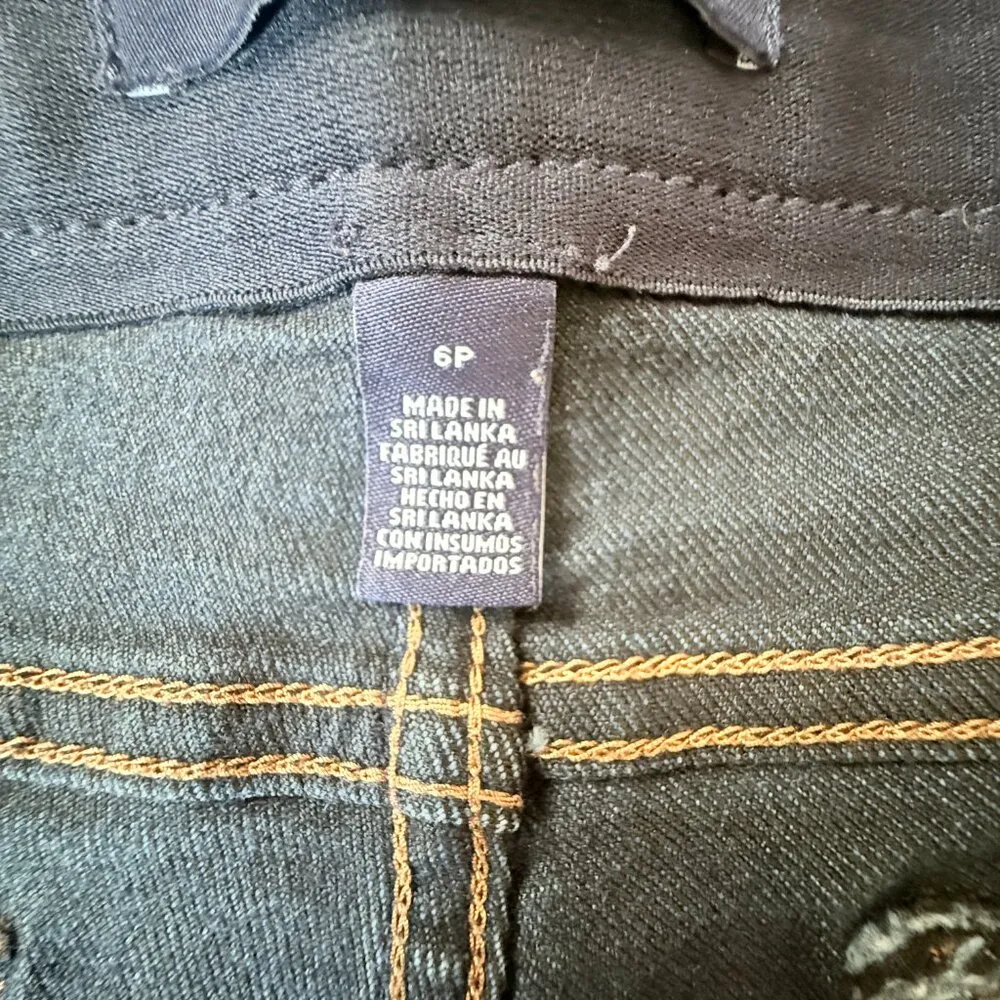 6P
MADE IN
SRI LANKA
FABRIQUÉ AU
SRI LANKA
HECHO EN
SRI LANKA
CON INSUMOS
IMPORTADOS